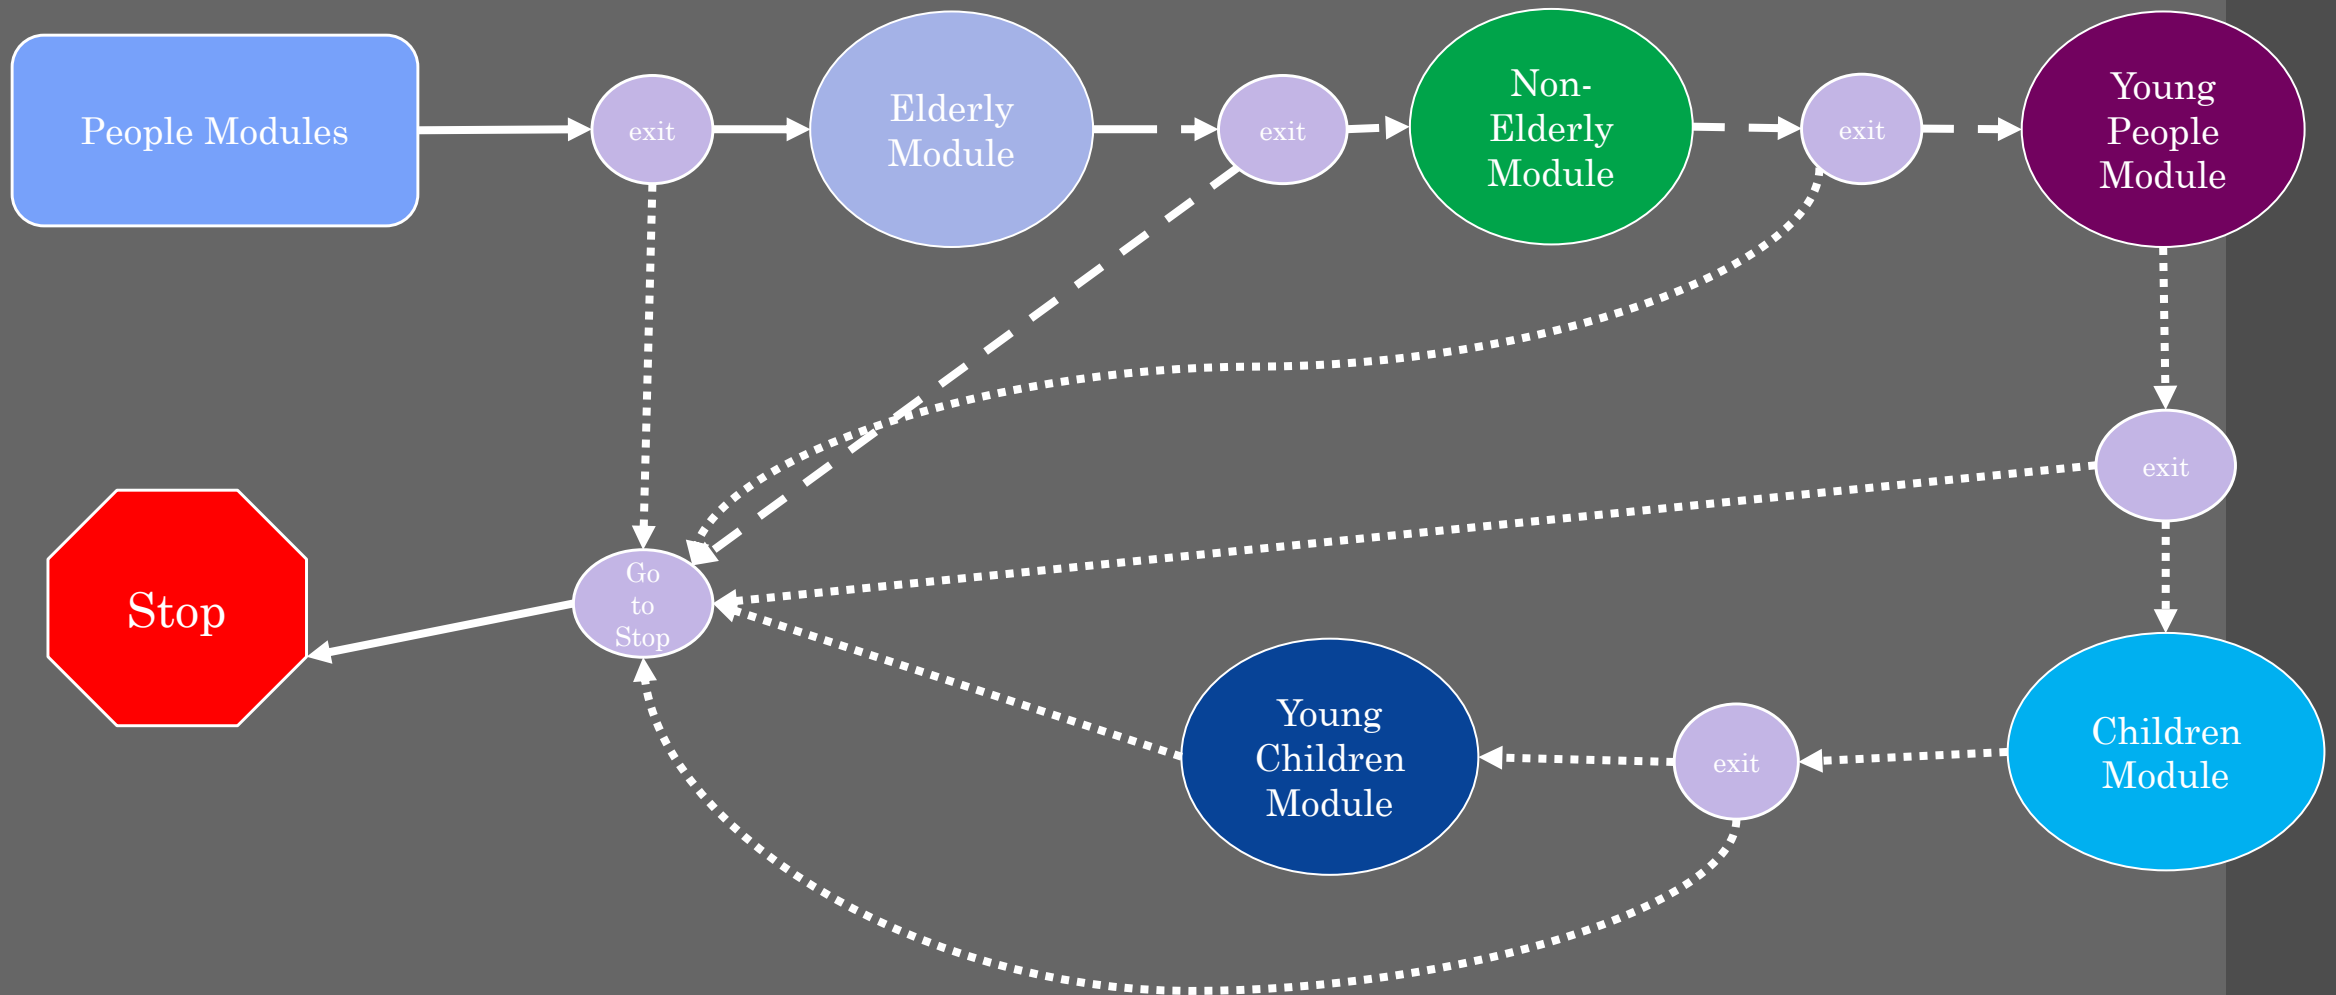 People Modules
exit
Elderly
Module
exit
Non-
Elderly
Module
exit
Young
People
Module
exit
Stop
Go
to
Stop
Young
Children
Module
exit
Children
Module